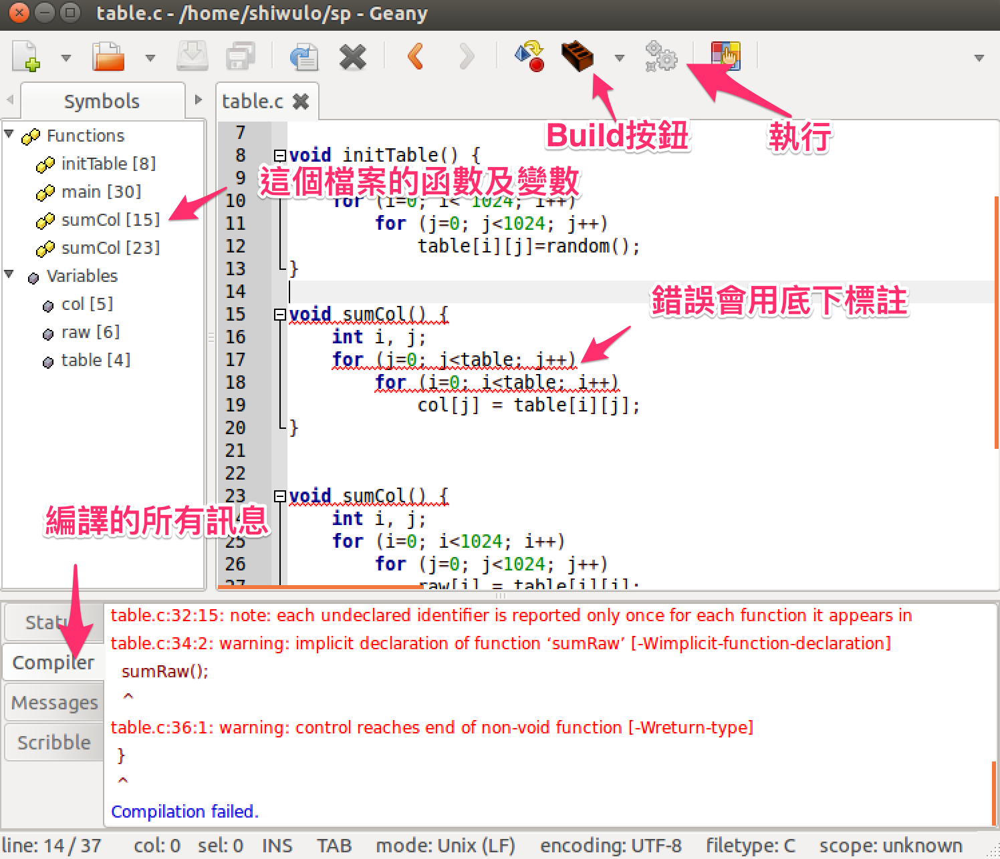 table.c - /home/shiwulo/sp - Geany
Build按鈕
執行
Symbols
table.c
Functions
initTable [8]
main [30]
sumCol [15]
sumCol [23]
Variables
col [5]
raw [6]
table [4]
這個檔案的函數及變數
錯誤會用底下標註
編譯的所有訊息
7
8 void initTable() {
9
10 for (i=0; i< 1024; i++)
11 for (j=0; j<1024; j++)
12 table[i][j]=random();
13 }
14
15 void sumCol() {
16 int i, j;
17 for (j=0; j<table; j++)
18 for (i=0; i<table; i++)
19 col[j] = table[i][j];
20 }
21
22
23 void sumCol() {
int i, j;
25 for (i=0; i<1024; i++)
26 for (j=0; j<1024; j++)
27 raw[i] = table[i][j];
Compiler
Messages
Scribble
table.c:32:15: note: each undeclared identifier is reported only once for each function it appears in
table.c:34:2: warning: implicit declaration of function ‘sumRaw’ [-Wimplicit-function-declaration]
sumRaw();
^
table.c:36:1: warning: control reaches end of non-void function [-Wreturn-type]
}
^
Compilation failed.
line: 14 / 37 col: 0 sel: 0 INS TAB mode: Unix (LF) encoding: UTF-8 filetype: C scope: unknown